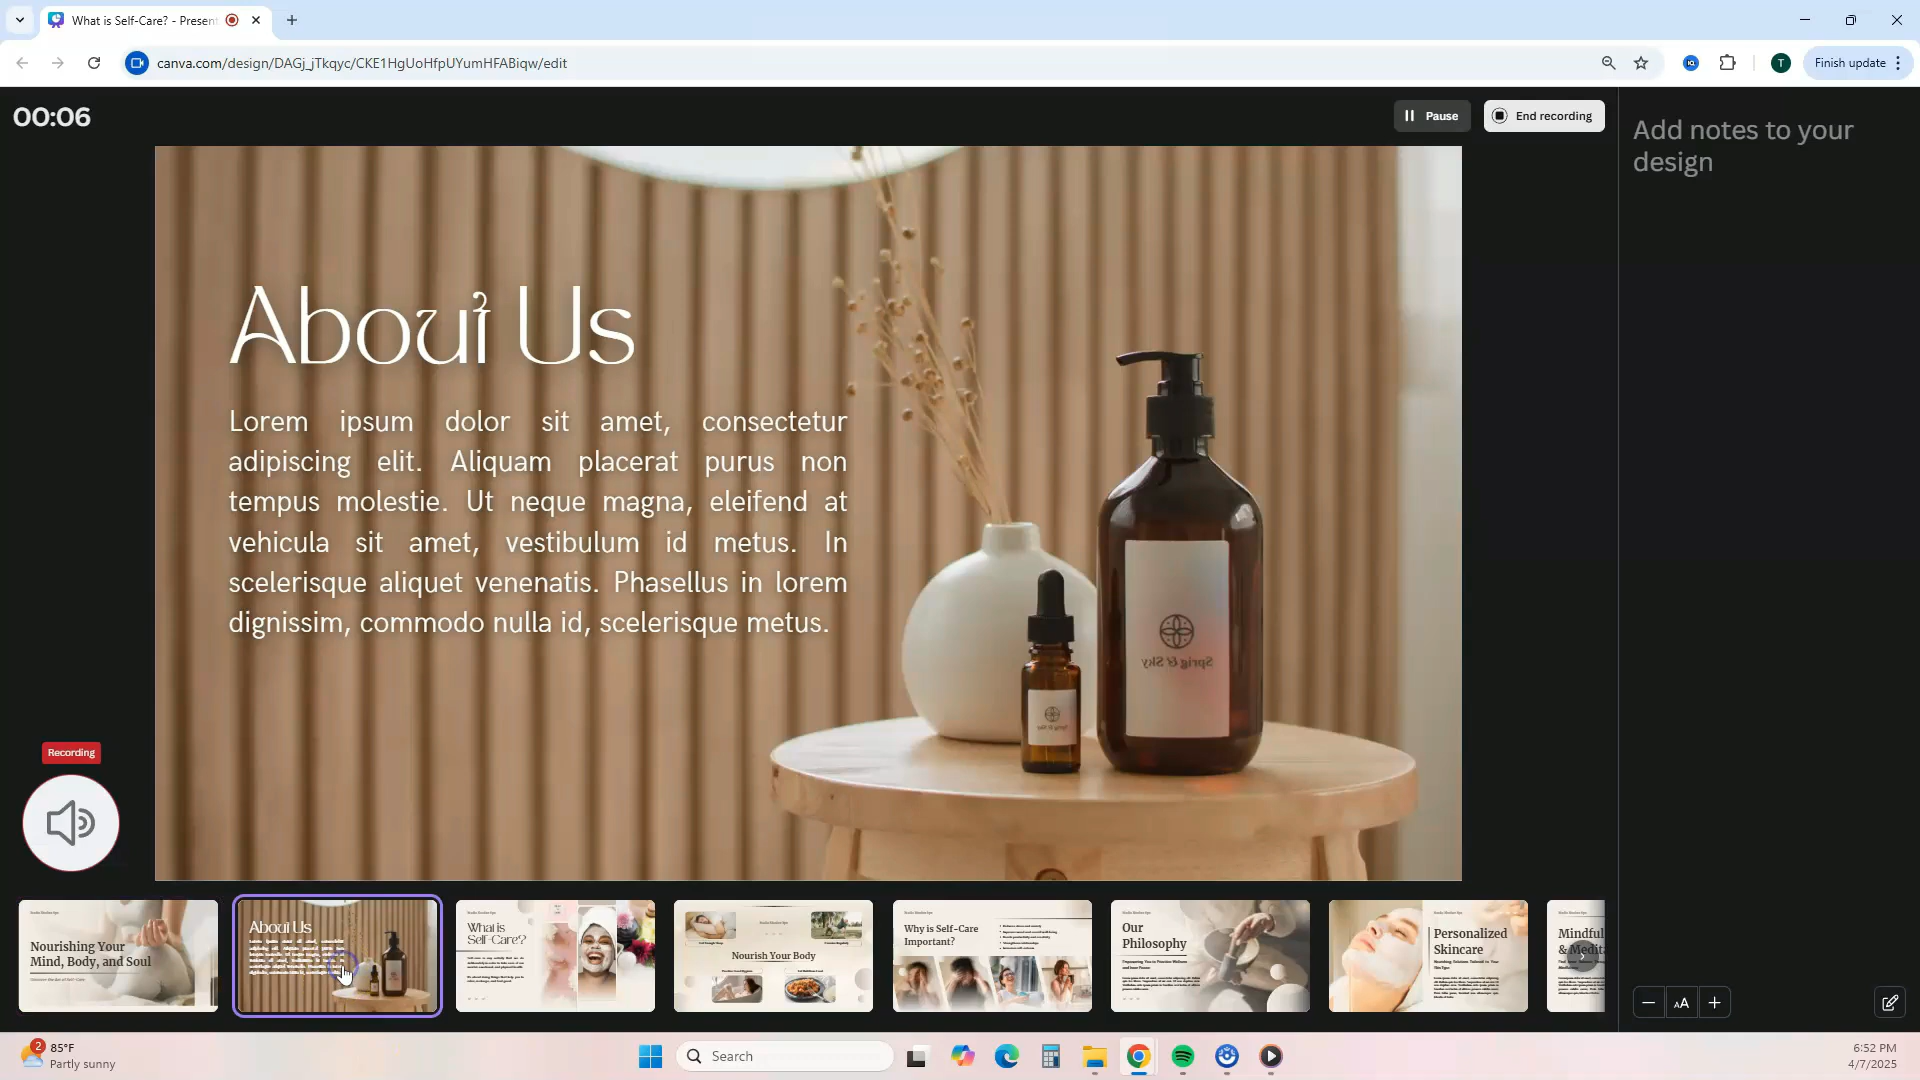 What is Self-Care? - Present
canva.com/design/DAGj_jTkqyc/CKE1HgUoHfpUYumHFABiqw/edit
T
Finish update
00:06
Pause
End recording
Add notes to your
design
About Us
Lorem ipsum dolor sit amet, consectetur
adipiscing elit. Aliquam placerat purus non
tempus molestie. Ut neque magna, eleifend at
vehicula sit amet, vestibulum id metus. In
scelerisque aliquet venenatis. Phasellus in lorem
dignissim, commodo nulla id, scelerisque metus.
Sprig & Sky
Recording
Nourishing Your
Mind, Body, and Soul
About Us
What is
Self-Care?
Nourish Your Body
Why is Self-Care
Important?
Our
Philosophy
Personalized
Skincare
Mindful
& Medita
AA
2
85°F
Partly sunny
Search
6:52 PM
4/7/2025